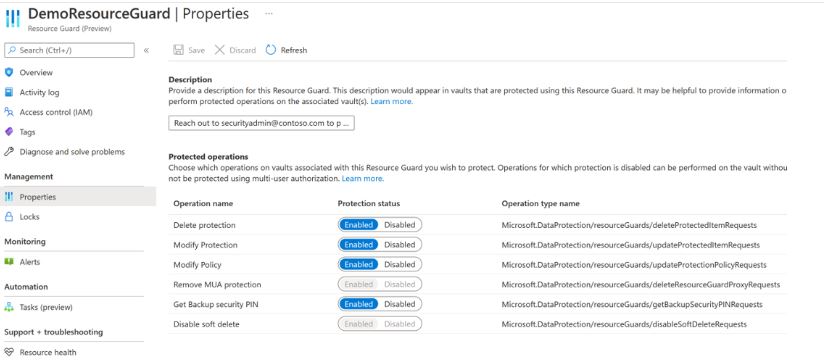 DemoResourceGuard | Properties ...
Resource Guard (Preview)
Search (Ctrl+/)
«
Save
Discard
Refresh
Overview
Activity log
Access control (IAM)
Tags
Diagnose and solve problems
Management
Properties
Locks
Monitoring
Alerts
Automation
Tasks (preview)
Support + troubleshooting
Resource health
Description
Provide a description for this Resource Guard. This description would appear in vaults that are protected using this Resource Guard. It may be helpful to provide information o
perform protected operations on the associated vault(s). Learn more.
Reach out to securityadmin@contoso.com to p ...
Protected operations
Choose which operations on vaults associated with this Resource Guard you wish to protect. Operations for which protection is disabled can be performed on the vault withou
not be protected using multi-user authorization. Learn more.
Operation name Protection status Operation type name
Delete protection Enabled Disabled Microsoft.DataProtection/resourceGuards/deleteProtectedItemRequests
Modify Protection Enabled Disabled Microsoft.DataProtection/resourceGuards/updateProtectedItemRequests
Modify Policy Enabled Disabled Microsoft.DataProtection/resourceGuards/updateProtectionPolicyRequests
Remove MUA protection Enabled Disabled Microsoft.DataProtection/resourceGuards/deleteResourceGuardProxyRequests
Get Backup security PIN Enabled Disabled Microsoft.DataProtection/resourceGuards/getBackupSecurityPINRequests
Disable soft delete Enabled Disabled Microsoft.DataProtection/resourceGuards/disableSoftDeleteRequests